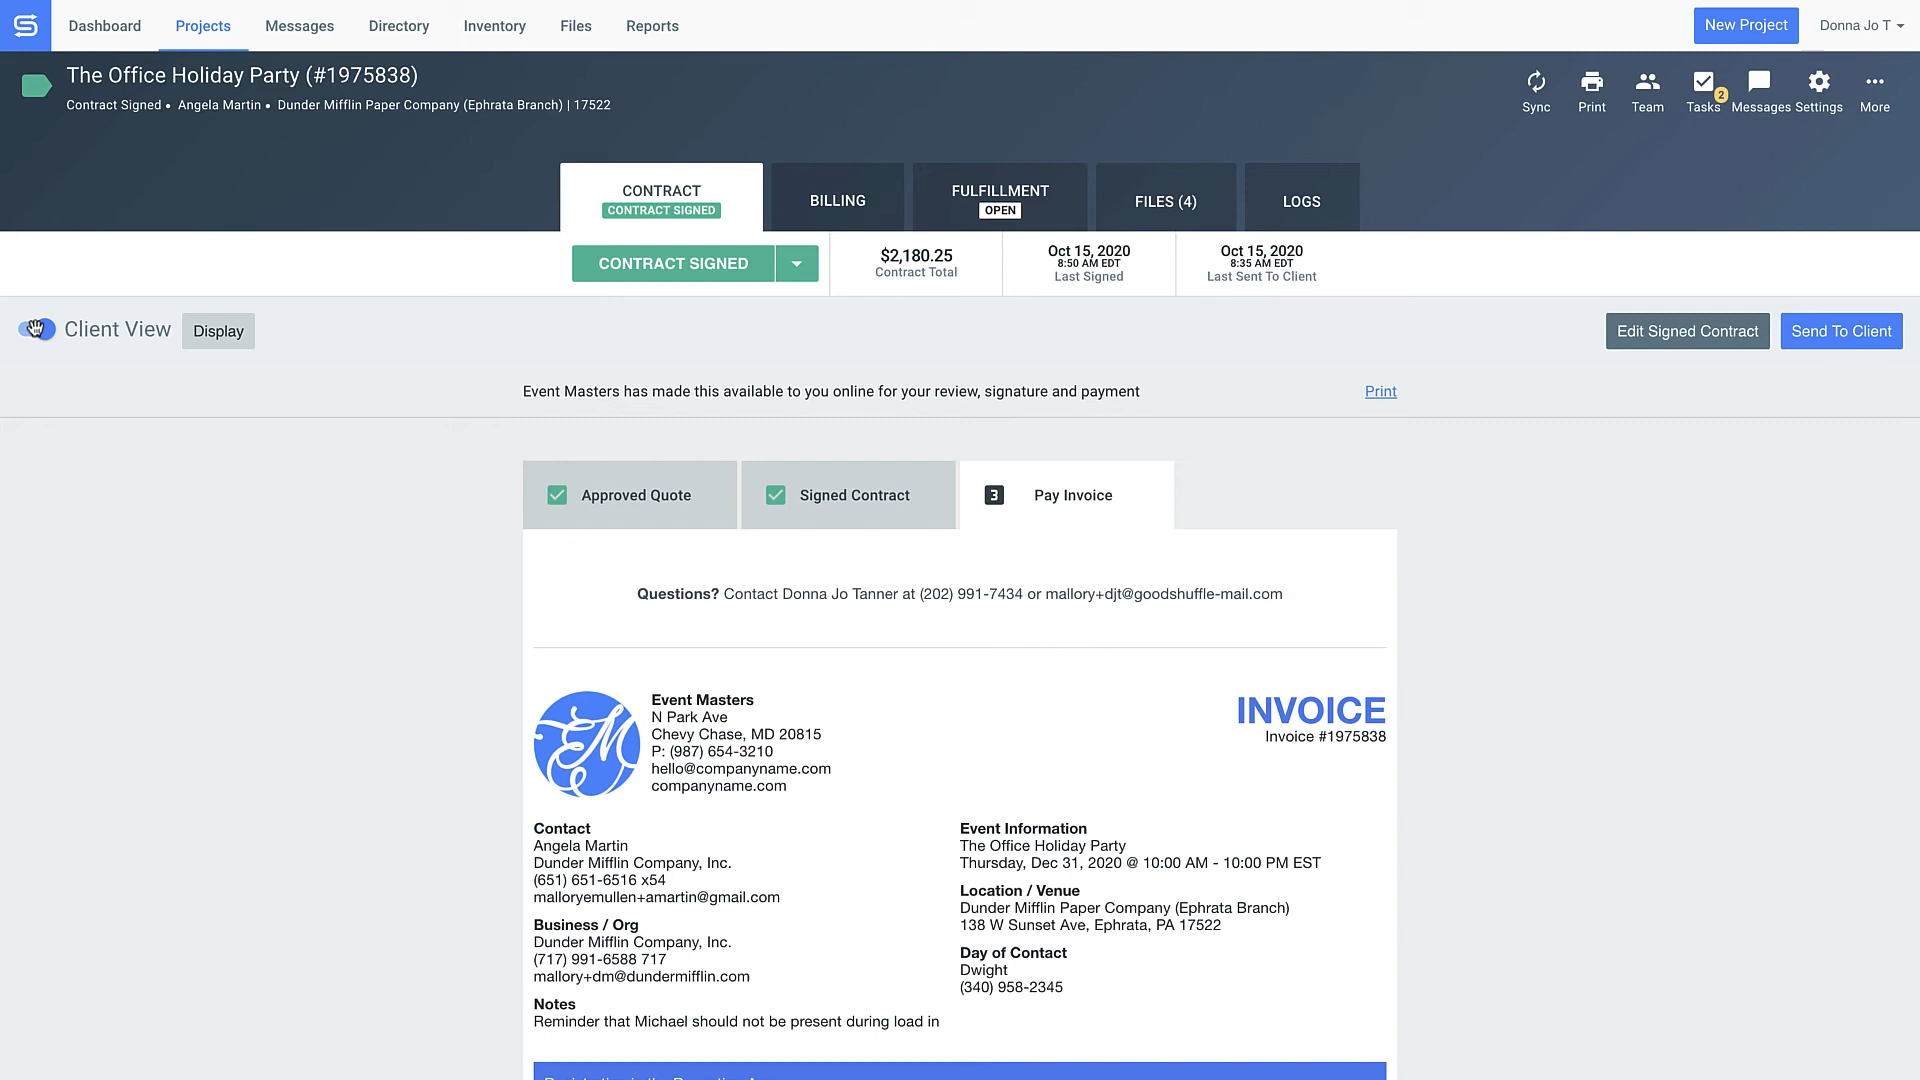 Dashboard
Projects
Messages
Directory
Inventory
Files
Reports
New Project
Donna Jo T
The Office Holiday Party (#1975838)
Contract Signed • Angela Martin • Dunder Mifflin Paper Company (Ephrata Branch) | 17522
Sync
Print
Team
Tasks
2
Messages
Settings
More
CONTRACT
CONTRACT SIGNED
BILLING
FULFILLMENT
OPEN
FILES (4)
LOGS
CONTRACT SIGNED
$2,180.25
Contract Total
Oct 15, 2020
8:50 AM EDT
Last Signed
Oct 15, 2020
8:35 AM EDT
Last Sent To Client
Client View
Display
Edit Signed Contract
Send To Client
Event Masters has made this available to you online for your review, signature and payment
Print
Approved Quote
Signed Contract
3 Pay Invoice
Questions? Contact Donna Jo Tanner at (202) 991-7434 or mallory+djt@goodshuffle-mail.com
EM
Event Masters
N Park Ave
Chevy Chase, MD 20815
P: (987) 654-3210
hello@companyname.com
companyname.com
INVOICE
Invoice #1975838
Contact
Angela Martin
Dunder Mifflin Company, Inc.
(651) 651-6516 x54
malloryemullen+amartin@gmail.com
Business / Org
Dunder Mifflin Company, Inc.
(717) 991-6588 717
mallory+dm@dundermifflin.com
Notes
Reminder that Michael should not be present during load in
Event Information
The Office Holiday Party
Thursday, Dec 31, 2020 @ 10:00 AM - 10:00 PM EST
Location / Venue
Dunder Mifflin Paper Company (Ephrata Branch)
138 W Sunset Ave, Ephrata, PA 17522
Day of Contact
Dwight
(340) 958-2345